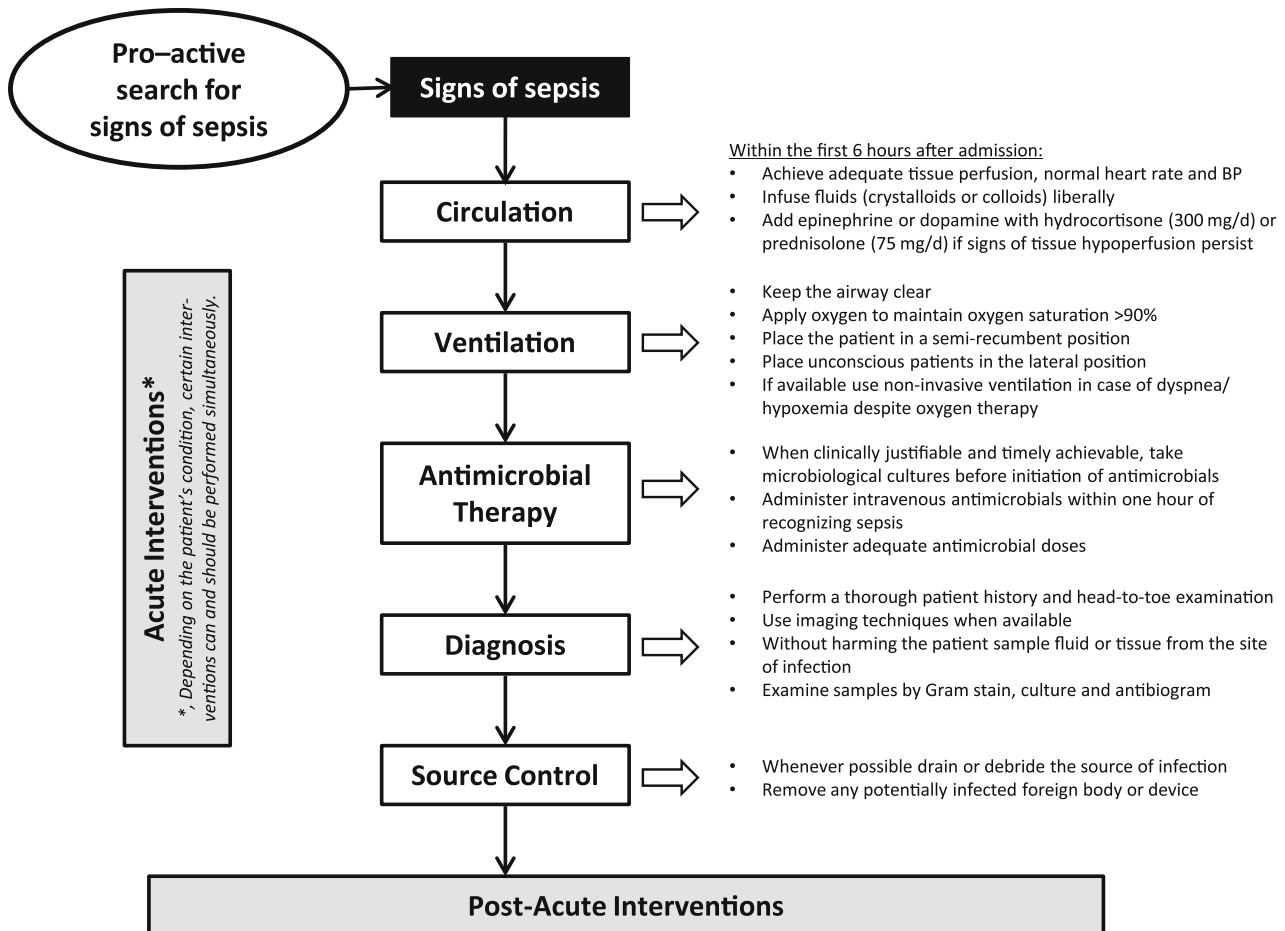 Pro–active
search for
signs of sepsis
Signs of sepsis
Circulation
Within the first 6 hours after admission:
• Achieve adequate tissue perfusion, normal heart rate and BP
• Infuse fluids (crystalloids or colloids) liberally
• Add epinephrine or dopamine with hydrocortisone (300 mg/d) or
prednisolone (75 mg/d) if signs of tissue hypoperfusion persist
Acute Interventions*
*, Depending on the patient's condition, certain inter-
ventions can and should be performed simultaneously.
Ventilation
• Keep the airway clear
• Apply oxygen to maintain oxygen saturation >90%
• Place the patient in a semi-recumbent position
• Place unconscious patients in the lateral position
• If available use non-invasive ventilation in case of dyspnea/
hypoxemia despite oxygen therapy
Antimicrobial
Therapy
• When clinically justifiable and timely achievable, take
microbiological cultures before initiation of antimicrobials
• Administer intravenous antimicrobials within one hour of
recognizing sepsis
• Administer adequate antimicrobial doses
Diagnosis
• Perform a thorough patient history and head-to-toe examination
• Use imaging techniques when available
• Without harming the patient sample fluid or tissue from the site
of infection
• Examine samples by Gram stain, culture and antibiogram
Source Control
• Whenever possible drain or debride the source of infection
• Remove any potentially infected foreign body or device
Post-Acute Interventions